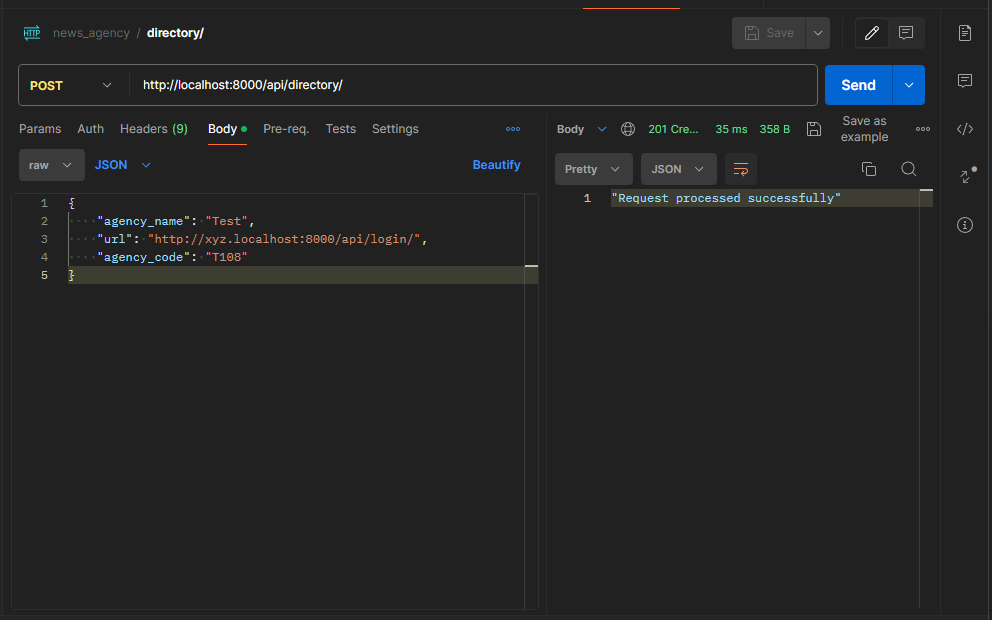 HTTP news_agency / directory/ Save
POST http://localhost:8000/api/directory/ Send
Params Auth Headers (9) Body Pre-req. Tests Settings
Body 201 Cre... 35 ms 358 B Save as example
raw JSON Beautify
Pretty JSON
1 {
2 "agency_name": "Test",
3 "url": "http://xyz.localhost:8000/api/login/",
4 "agency_code": "T108"
5 }
1 "Request processed successfully"